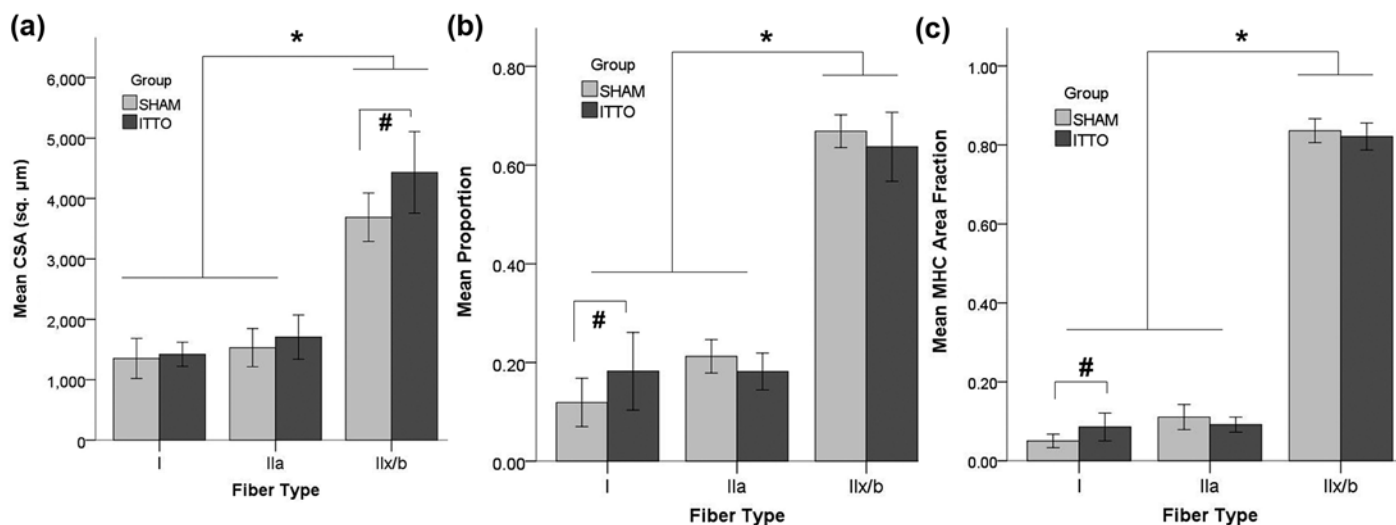 (a)
*
6,000
5,000
4,000
3,000
2,000
1,000
0
Mean CSA (sq. µm)
Group
SHAM
ITTO
#
I IIa IIx/b
Fiber Type
(b)
*
0.80
0.60
0.40
0.20
0.00
Mean Proportion
Group
SHAM
ITTO
#
I IIa IIx/b
Fiber Type
(c)
*
1.00
0.80
0.60
0.40
0.20
0.00
Mean MHC Area Fraction
Group
SHAM
ITTO
#
I IIa IIx/b
Fiber Type